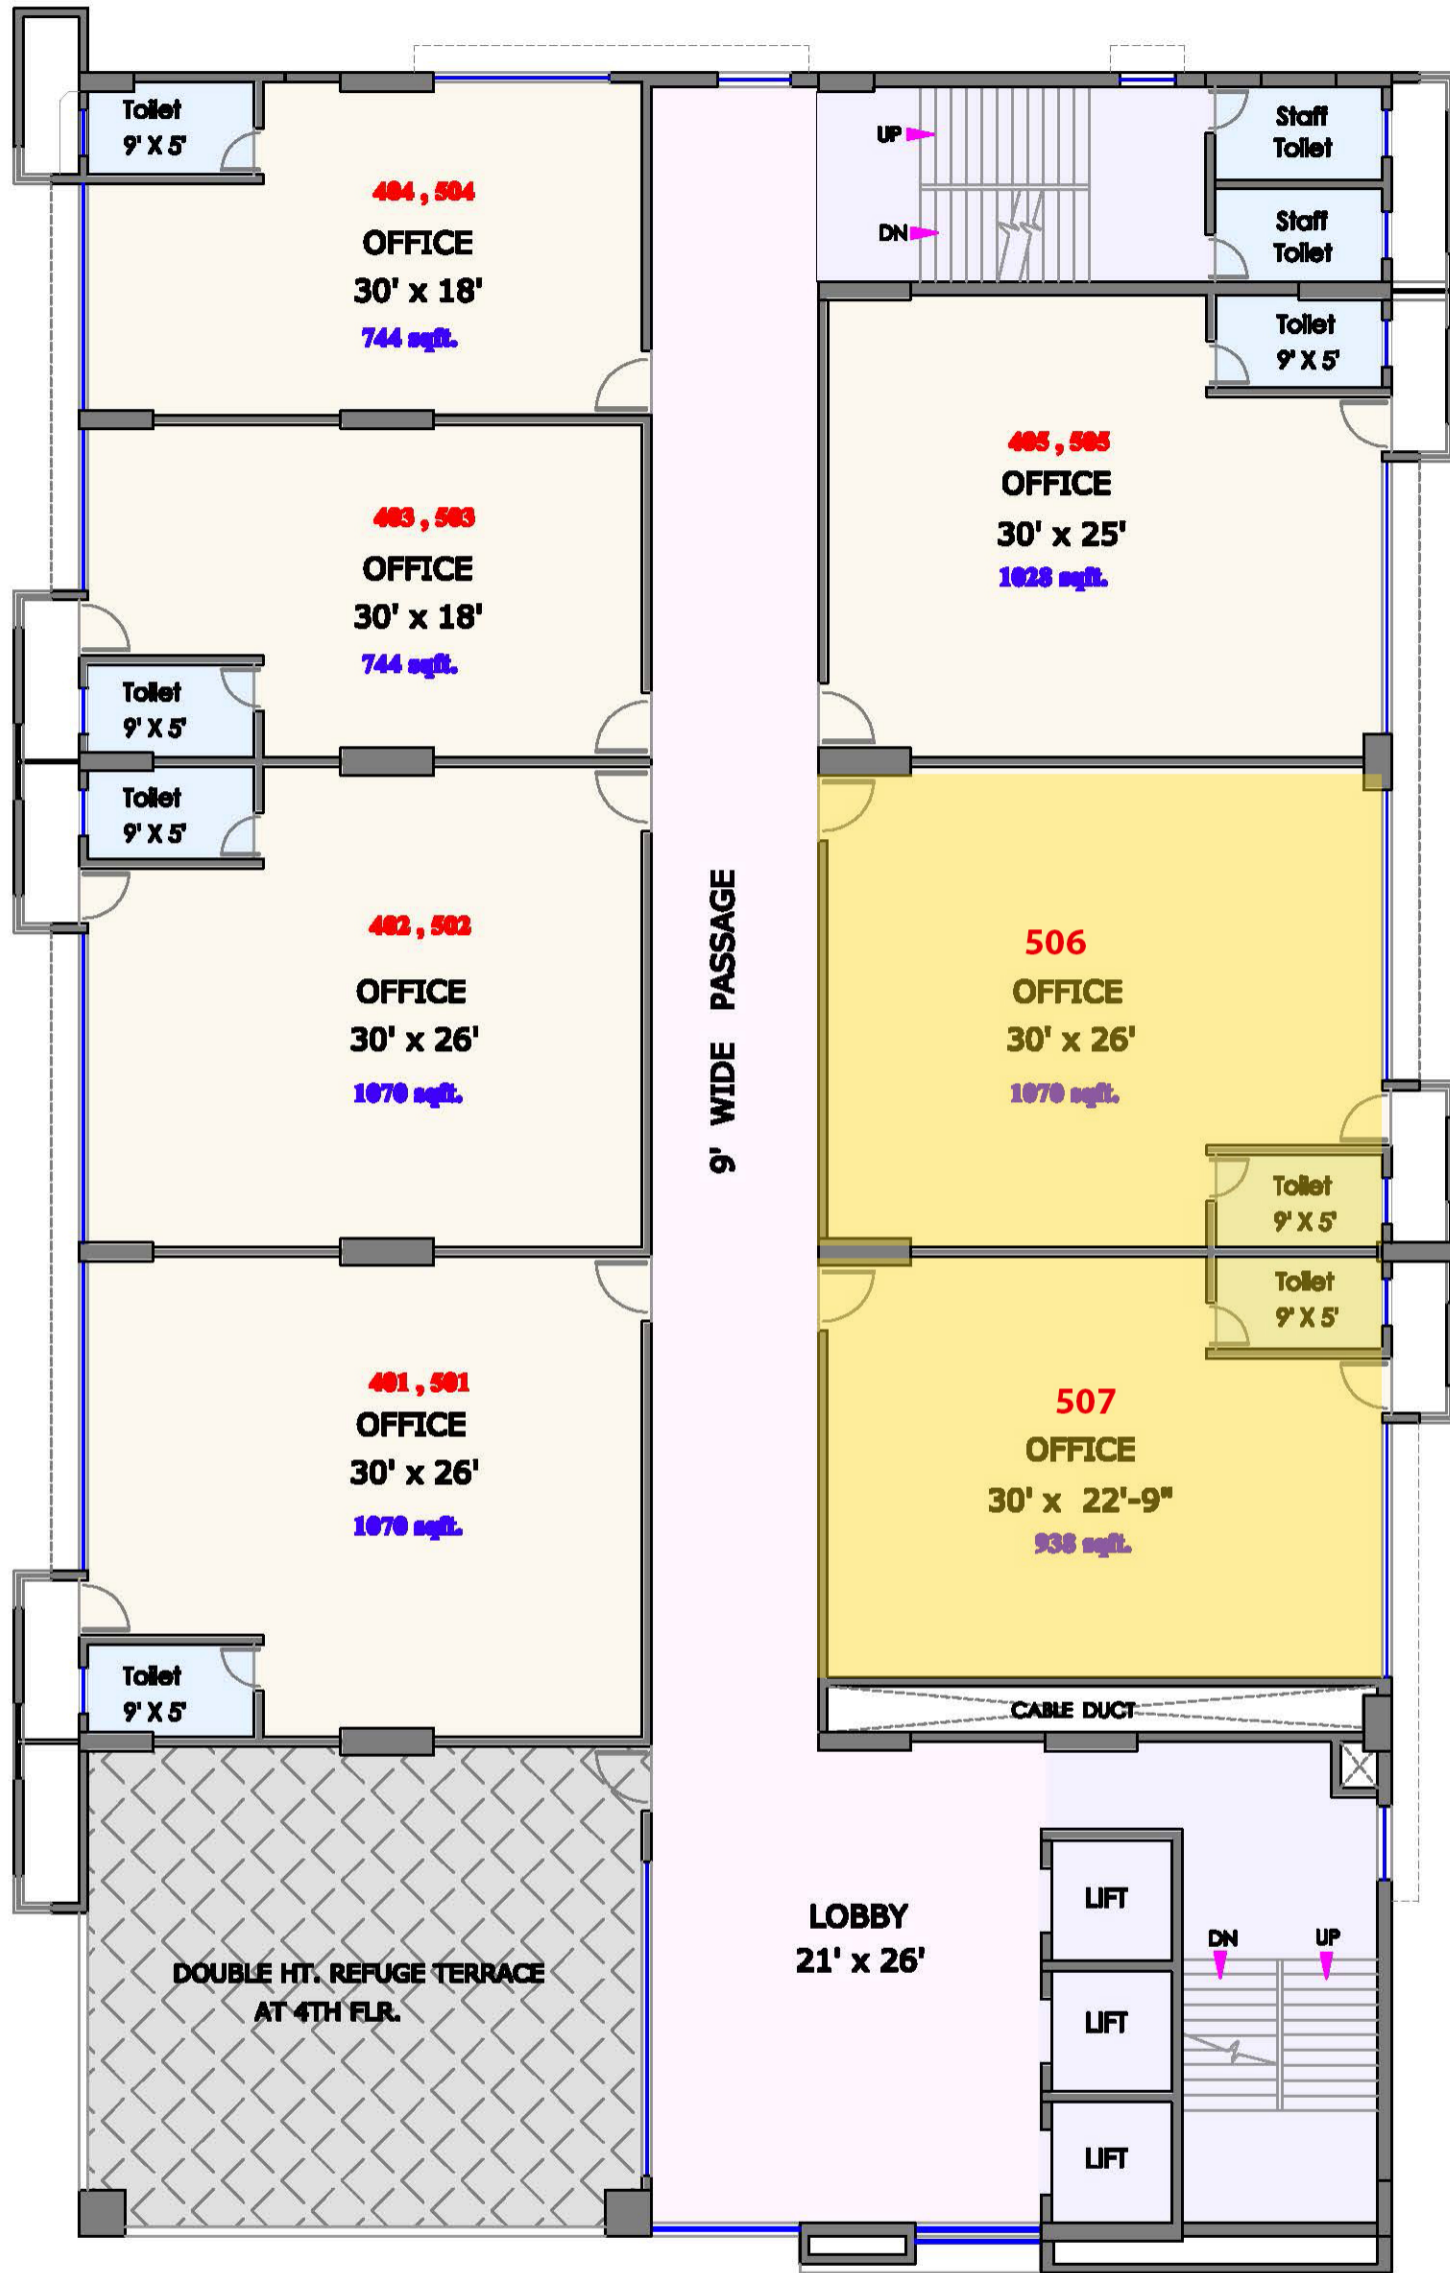 Toilet
9' X 5'
404 , 504
OFFICE
30' x 18'
744 sqft.
UP
DN
Staff
Toilet
Staff
Toilet
Toilet
9' X 5'
405 , 505
OFFICE
30' x 25'
1028 sqft.
403 , 503
OFFICE
30' x 18'
744 sqft.
Toilet
9' X 5'
Toilet
9' X 5'
402 , 502
OFFICE
30' x 26'
1070 sqft.
9' WIDE PASSAGE
506
OFFICE
30' x 26'
1070 sqft.
Toilet
9' X 5'
Toilet
9' X 5'
401 , 501
OFFICE
30' x 26'
1070 sqft.
507
OFFICE
30' x 22'-9"
938 sqft.
Toilet
9' X 5'
CABLE DUCT
DOUBLE HT. REFUGE TERRACE
AT 4TH FLR.
LOBBY
21' x 26'
LIFT
LIFT
LIFT
DN
UP